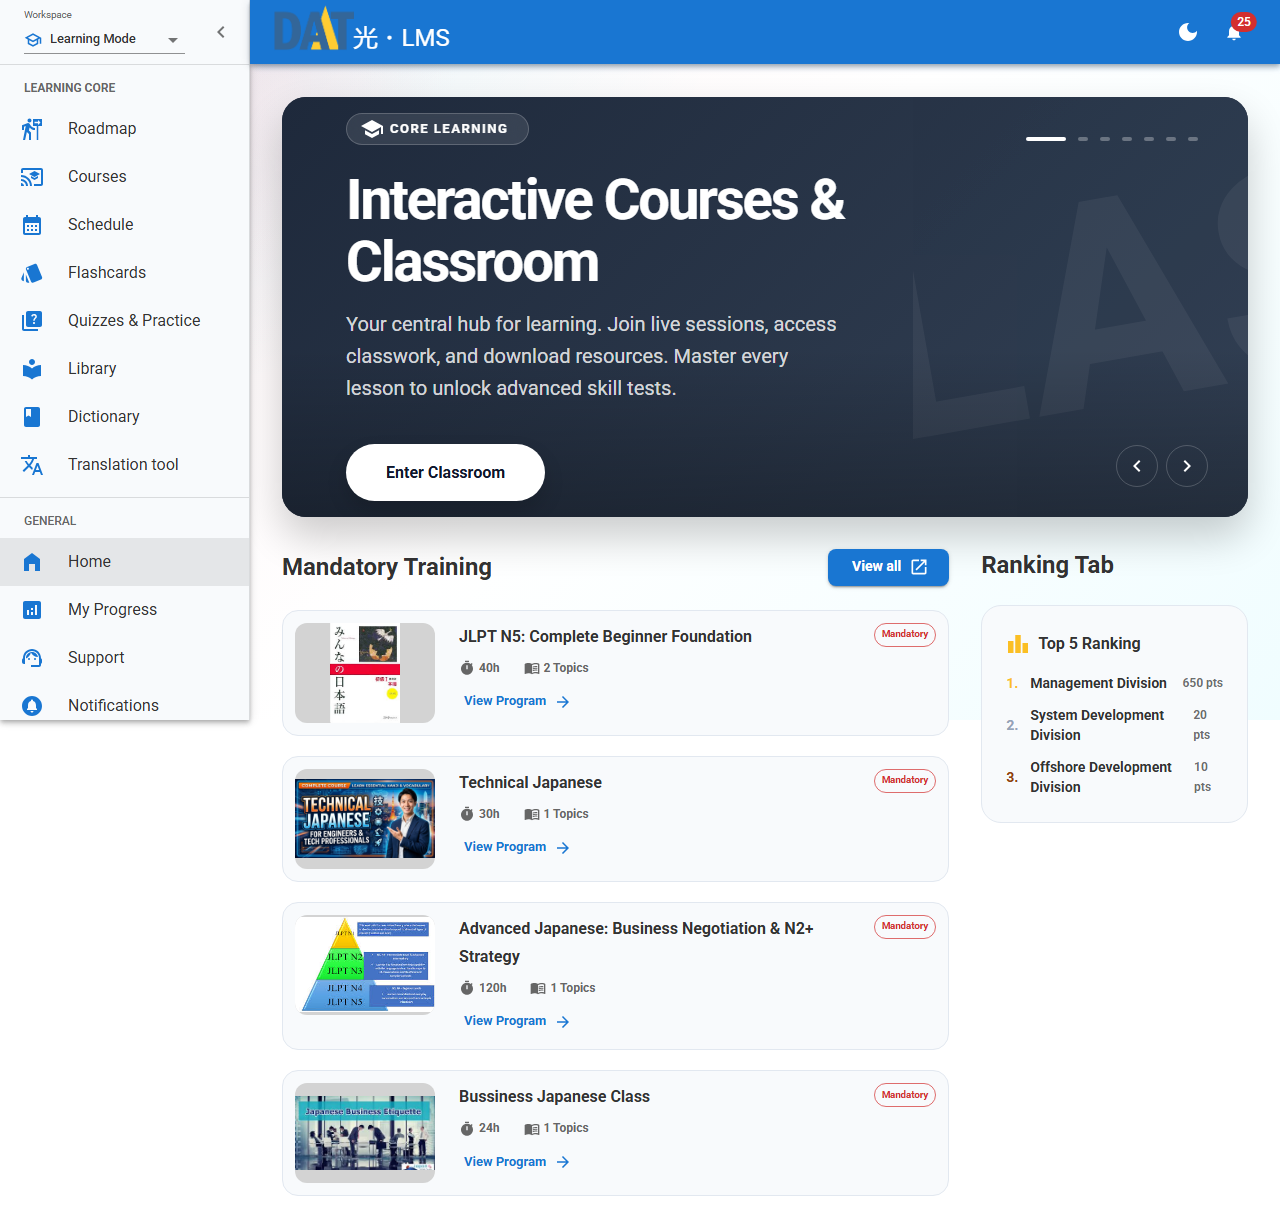 Workspace
Learning Mode
DAT光・LMS
25
LEARNING CORE
Roadmap
Courses
Schedule
Flashcards
Quizzes & Practice
Library
Dictionary
Translation tool
GENERAL
Home
My Progress
Support
Notifications
CORE LEARNING
Interactive Courses &
Classroom
Your central hub for learning. Join live sessions, access
classwork, and download resources. Master every
lesson to unlock advanced skill tests.
Enter Classroom
LAS
Mandatory Training
View all
JLPT N5: Complete Beginner Foundation
Mandatory
40h
2 Topics
View Program
みんなの日本語
Technical Japanese
Mandatory
30h
1 Topics
View Program
TECHNICAL
JAPANESE
FOR ENGINEERS &
TECH PROFESSIONALS
Advanced Japanese: Business Negotiation & N2+
Strategy
Mandatory
120h
1 Topics
View Program
JLPT N2
JLPT N3
JLPT N4
JLPT N5
Bussiness Japanese Class
Mandatory
24h
1 Topics
View Program
Japanese Business Etiquette
Ranking Tab
Top 5 Ranking
1. Management Division 650 pts
2. System Development Division 20 pts
3. Offshore Development Division 10 pts